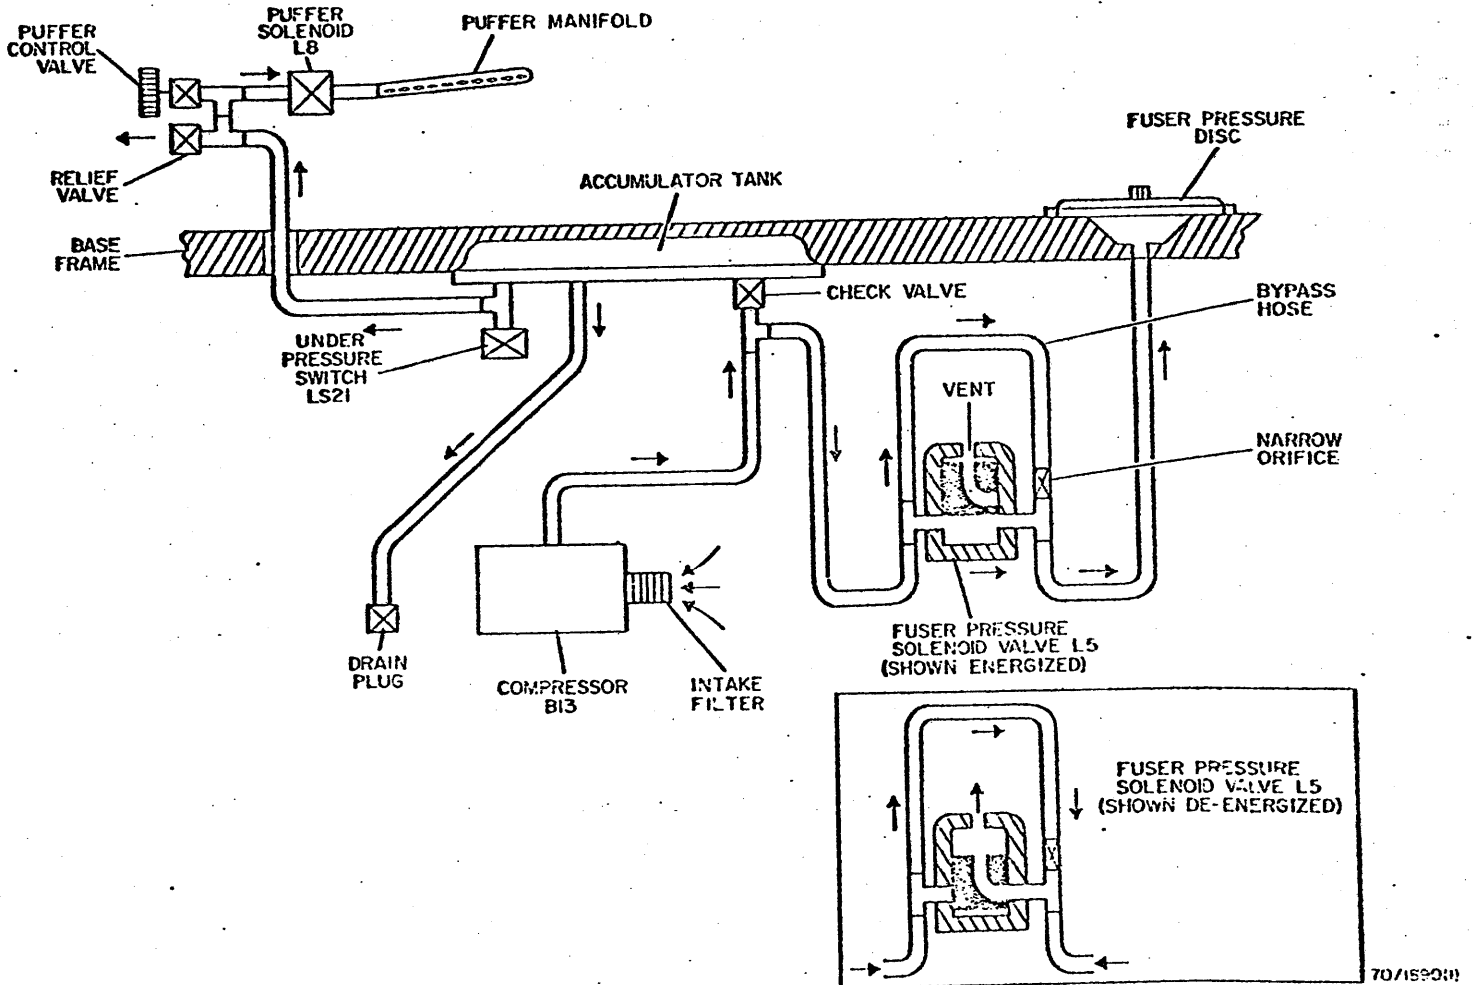 PUFFER
CONTROL
VALVE
PUFFER
SOLENOID
L8
PUFFER MANIFOLD
RELIEF
VALVE
BASE
FRAME
ACCUMULATOR TANK
FUSER PRESSURE
DISC
CHECK VALVE
UNDER
PRESSURE
SWITCH
LS21
BYPASS
HOSE
VENT
NARROW
ORIFICE
DRAIN
PLUG
COMPRESSOR
B13
INTAKE
FILTER
FUSER PRESSURE
SOLENOID VALVE L5
(SHOWN ENERGIZED)
FUSER PRESSURE
SOLENOID VALVE L5
(SHOWN DE-ENERGIZED)